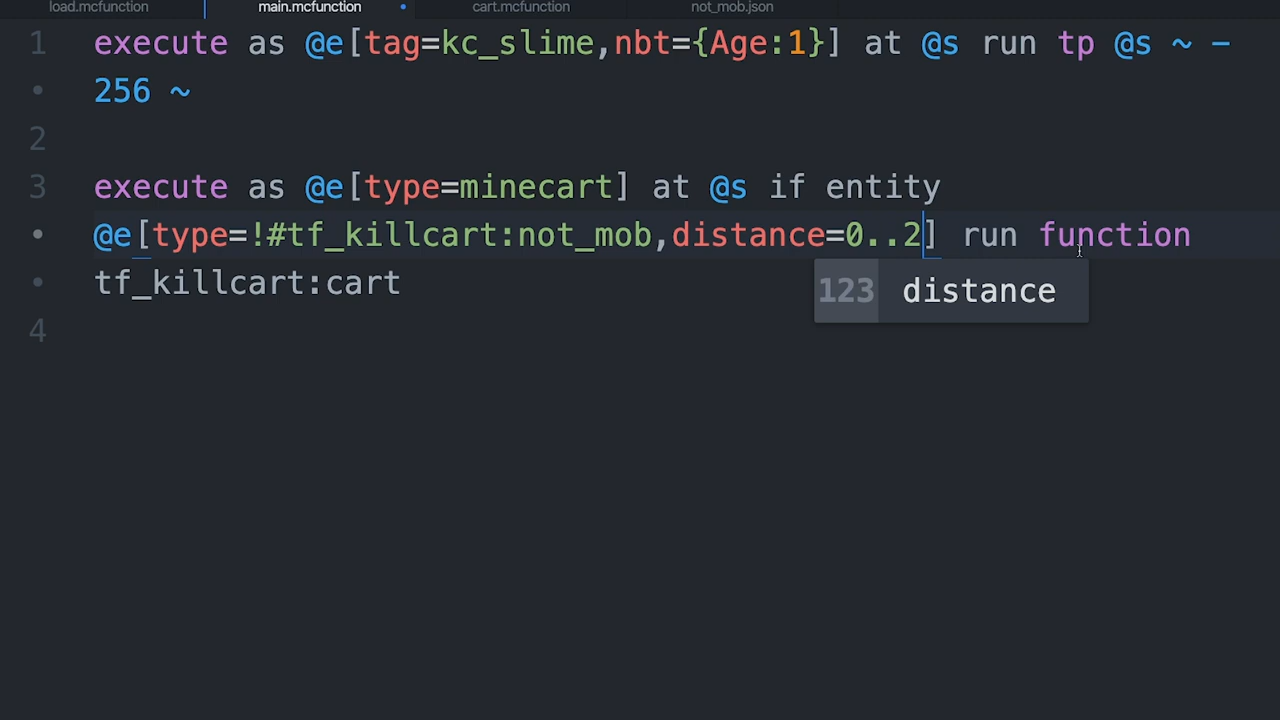 load.mcfunction main.mcfunction cart.mcfunction not_mob.json
1 execute as @e[tag=kc_slime,nbt={Age:1}] at @s run tp @s ~ -
• 256 ~
2
3 execute as @e[type=minecart] at @s if entity
• @e[type=!#tf_killcart:not_mob,distance=0..2] run function
• tf_killcart:cart
123 distance
4